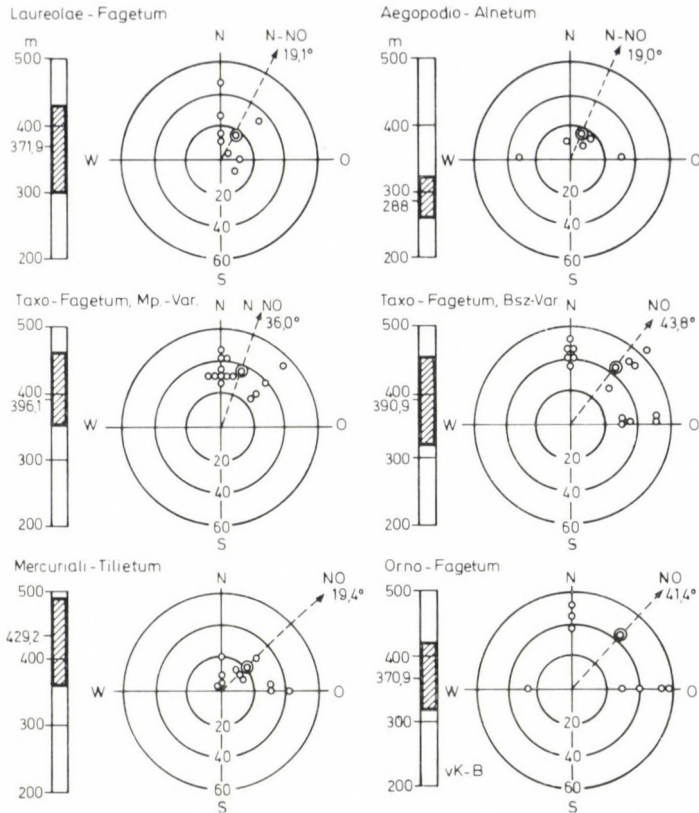 Laureolae - Fagetum
m
500
400
371,9
300
200
N
N-NO
19,1°
W
O
20
40
60
S
Aegopodio - Alnetum
m
500
400
300
288
200
N
N-NO
19,0°
W
O
20
40
60
S
Taxo-Fagetum, Mp.-Var.
500
400
396,1
300
200
N
N NO
36,0°
W
O
20
40
60
S
Taxo-Fagetum, Bsz-Var.
500
400
390,9
300
200
N
NO
43,8°
W
O
20
40
60
S
Mercuriali - Tilietum
500
429,2
400
300
200
N
NO
19,4°
W
O
20
40
60
S
Orno - Fagetum
500
400
370,9
300
200
N
NO
41,4°
W
O
20
40
60
S
vK-B